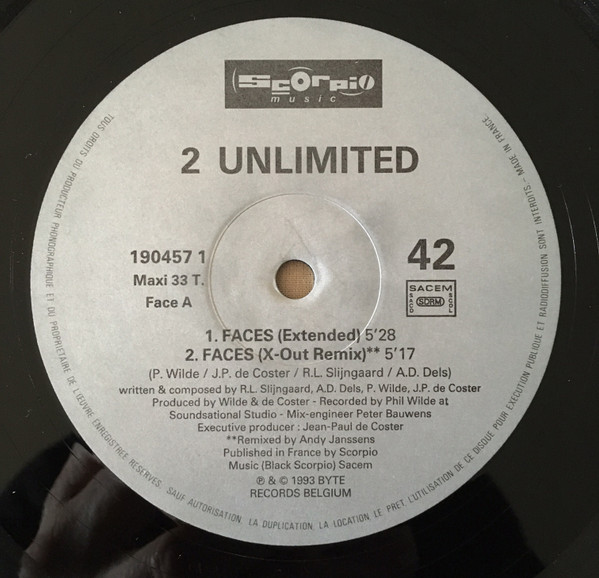 Scorpio
music
2 UNLIMITED
190457 1
Maxi 33 T.
Face A
42
SACEM
SACD
SDRM
SGDL
1. FACES (Extended) 5'28
2. FACES (X-Out Remix)** 5'17
(P. Wilde / J.P. de Coster / R.L. Slijngaard / A.D. Dels)
written & composed by R.L. Slijngaard, A.D. Dels, P. Wilde, J.P. de Coster
Produced by Wilde & de Coster - Recorded by Phil Wilde at
Soundsational Studio - Mix-engineer Peter Bauwens
Executive producer : Jean-Paul de Coster
**Remixed by Andy Janssens
Published in France by Scorpio
Music (Black Scorpio) Sacem
℗ & © 1993 BYTE
RECORDS BELGIUM
TOUS DROITS DU PRODUCTEUR PHONOGRAPHIQUE ET DU PROPRIETAIRE DE L'ŒUVRE ENREGISTREE RESERVES. SAUF AUTORISATION LA DUPLICATION, LA LOCATION, LE PRET, L'UTILISATION DE CE DISQUE POUR EXECUTION PUBLIQUE ET RADIODIFFUSION SONT INTERDITS - MADE IN FRANCE